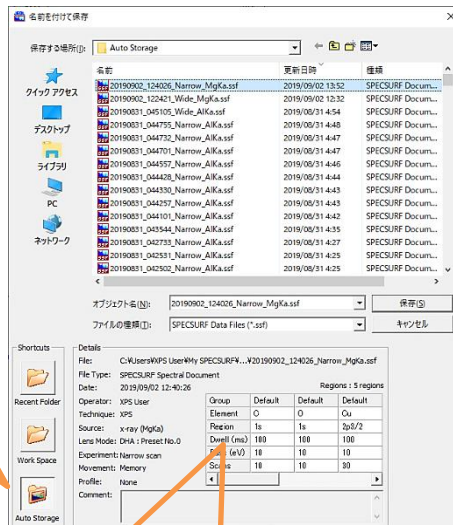 名前を付けて保存
保存する場所(I): Auto Storage
名前 更新日時 種類
20190902_124026_Narrow_MgKa.ssf 2019/09/02 13:52 SPECSURF Docum...
20190902_122421_Wide_MgKa.ssf 2019/09/02 12:32 SPECSURF Docum...
20190831_045105_Wide_AlKa.ssf 2019/08/31 4:54 SPECSURF Docum...
20190831_044755_Narrow_AlKa.ssf 2019/08/31 4:48 SPECSURF Docum...
20190831_044732_Narrow_AlKa.ssf 2019/08/31 4:47 SPECSURF Docum...
20190831_044701_Narrow_AlKa.ssf 2019/08/31 4:47 SPECSURF Docum...
20190831_044557_Narrow_AlKa.ssf 2019/08/31 4:46 SPECSURF Docum...
20190831_044428_Narrow_AlKa.ssf 2019/08/31 4:44 SPECSURF Docum...
20190831_044330_Narrow_AlKa.ssf 2019/08/31 4:43 SPECSURF Docum...
20190831_044257_Narrow_AlKa.ssf 2019/08/31 4:43 SPECSURF Docum...
20190831_044101_Narrow_AlKa.ssf 2019/08/31 4:42 SPECSURF Docum...
20190831_043544_Narrow_AlKa.ssf 2019/08/31 4:35 SPECSURF Docum...
20190831_042733_Narrow_AlKa.ssf 2019/08/31 4:27 SPECSURF Docum...
20190831_042531_Narrow_AlKa.ssf 2019/08/31 4:25 SPECSURF Docum...
20190831_042502_Narrow_AlKa.ssf 2019/08/31 4:25 SPECSURF Docum...
クイック アクセス
デスクトップ
ライブラリ
PC
ネットワーク
オブジェクト名(N): 20190902_124026_Narrow_MgKa.ssf 保存(S)
ファイルの種類(T): SPECSURF Data Files (*.ssf) キャンセル
Shortcuts
Recent Folder
Work Space
Auto Storage
Details
File: C:¥Users¥XPS User¥My SPECSURF¥...¥20190902_124026_Narrow_MgKa.ssf
File Type: SPECSURF Spectral Document
Date: 2019/09/02 12:40:26 Regions : 5 regions
Operator: XPS User
Technique: XPS
Source: x-ray (MgKa)
Lens Mode: DHA : Preset No.0
Experiment: Narrow scan
Movement: Memory
Profile: None
Comment:
Group Default Default Default
Element O O Cu
Region 1s 1s 2p3/2
Dwell (ms) 100 100 100
(eV) 10 10 10
Scans 10 10 30